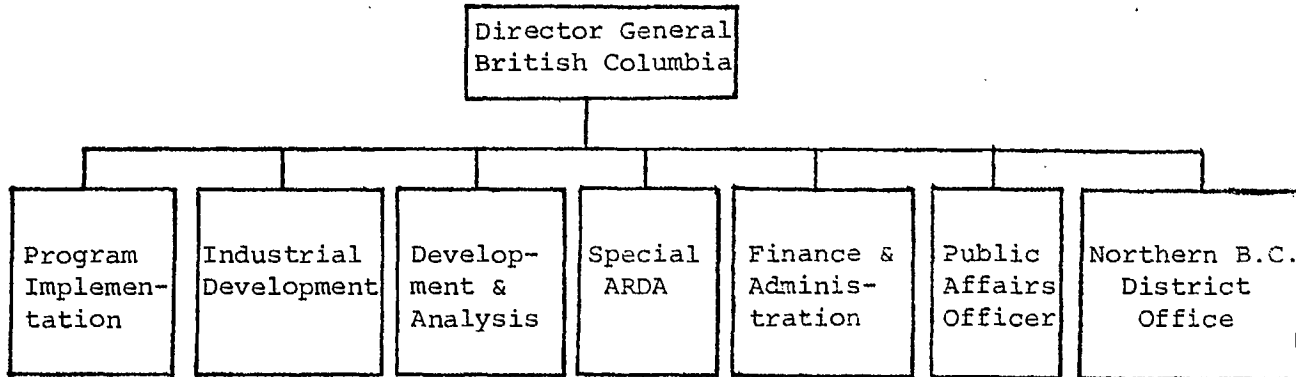 Director General
British Columbia
Program
Implemen-
tation
Industrial
Development
Develop-
ment &
Analysis
Special
ARDA
Finance &
Adminis-
tration
Public
Affairs
Officer
Northern B.C.
District
Office